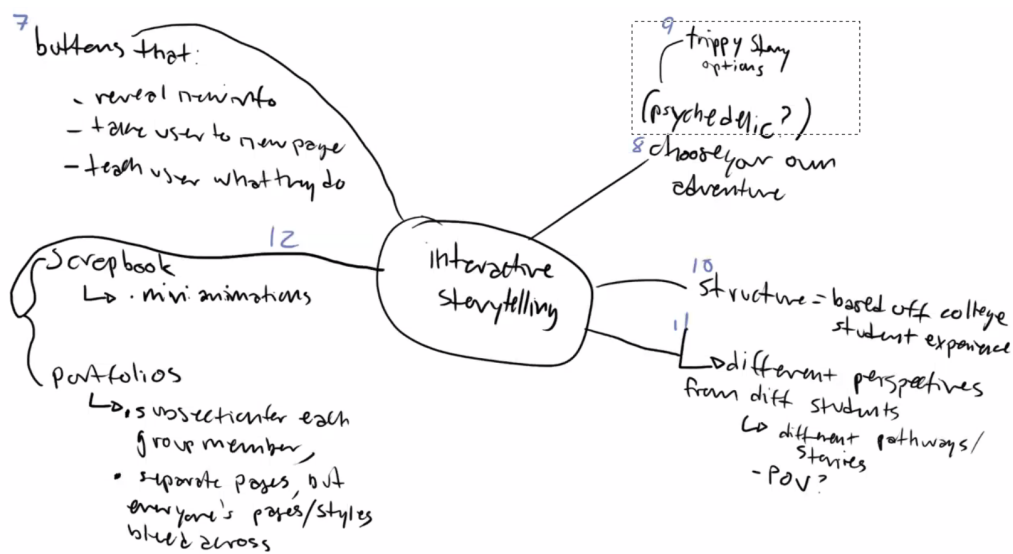 7
buttons that:
- reveal new info
- take user to new page
- teach user what they do
9
trippy story
options
(psychedelic?)
8
choose your own
adventure
12
scrapbook
↳ • mini animations
interactive
storytelling
10
structure = based off college
student experience
11
↳ different perspectives
from diff students
↳ different pathways/
stories
- POV?
portfolios
↳ • subsection for each
group member,
• separate pages, but
everyone's pages/styles
bleed across